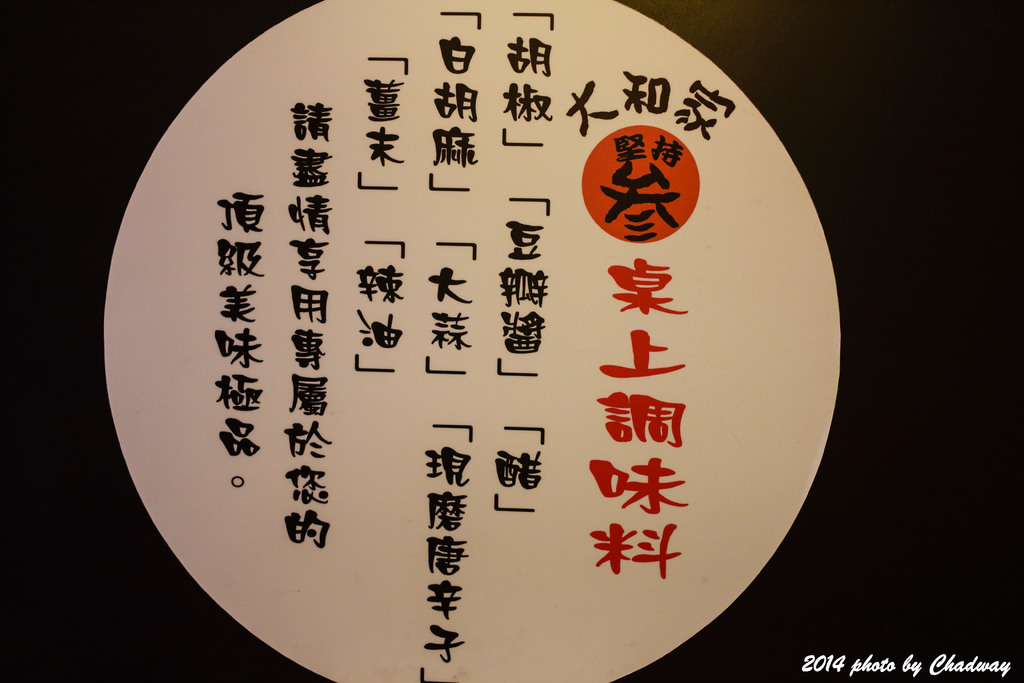 大和家
堅持
叄
桌上調味料
「胡椒」「豆瓣醬」「醋」
「白胡麻」「大蒜」「現磨唐辛子」
「薑末」「辣油」
請盡情享用專屬於您的
頂級美味極品。
2014 photo by Chadway